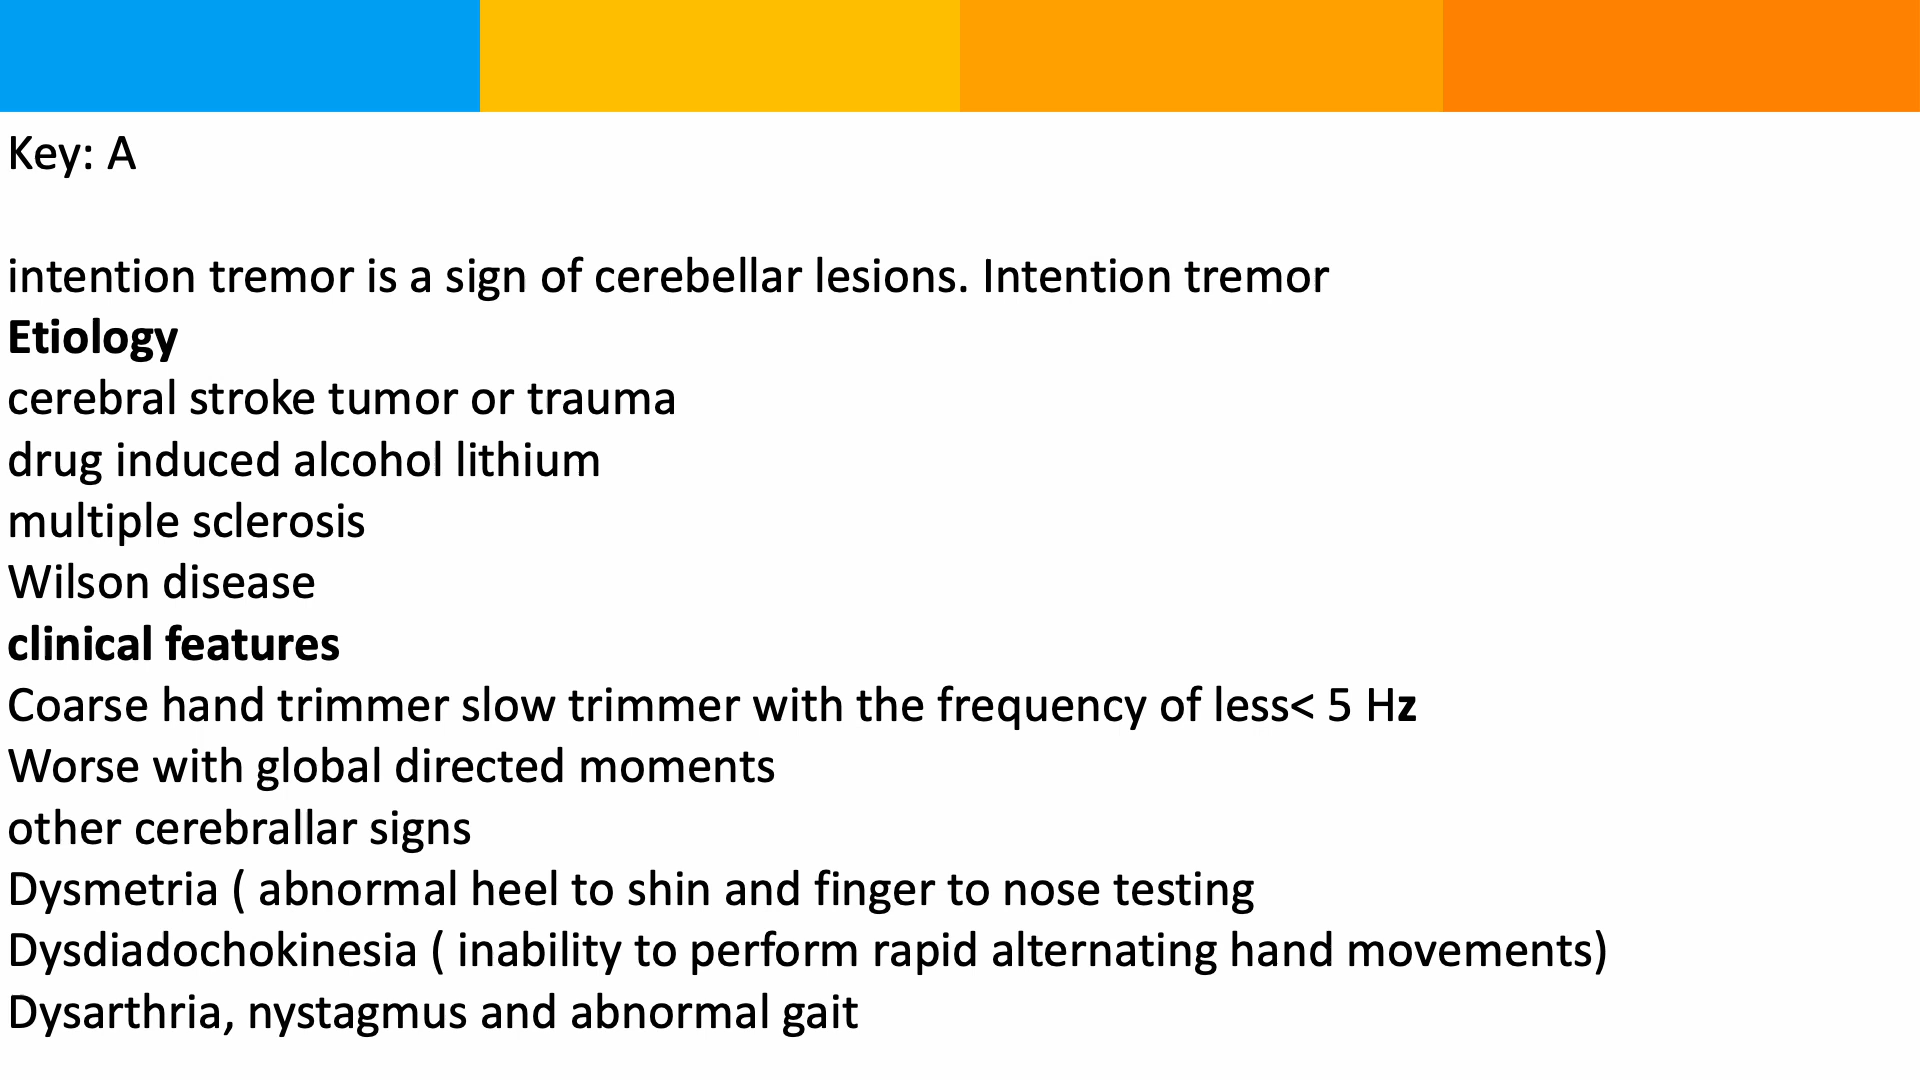 Key: A
intention tremor is a sign of cerebellar lesions. Intention tremor
Etiology
cerebral stroke tumor or trauma
drug induced alcohol lithium
multiple sclerosis
Wilson disease
clinical features
Coarse hand trimmer slow trimmer with the frequency of less< 5 Hz
Worse with global directed moments
other cerebrallar signs
Dysmetria ( abnormal heel to shin and finger to nose testing
Dysdiadochokinesia ( inability to perform rapid alternating hand movements)
Dysarthria, nystagmus and abnormal gait